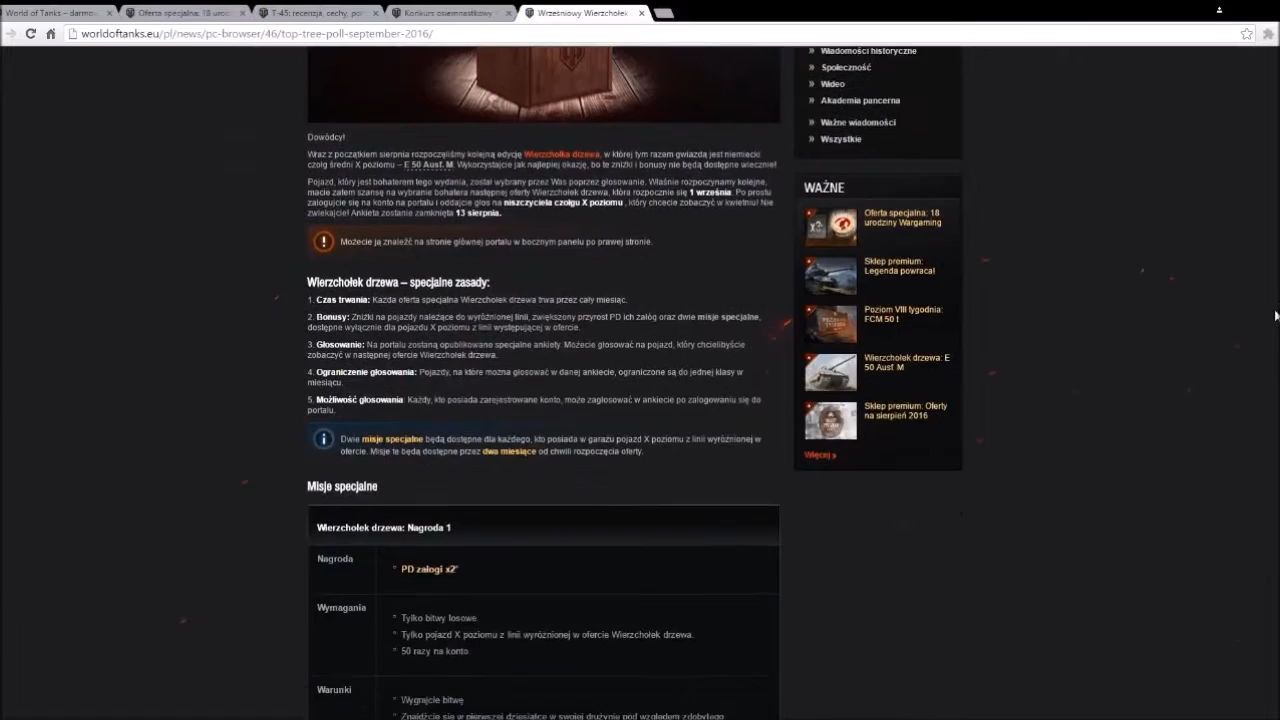 World of Tanks – darmo
Oferta specjalna: 18 uroc
T-45: recenzja, cechy, po
Konkurs osiemnastkowy
Wrześniowy Wierzchołek
worldoftanks.eu/pl/news/pc-browser/46/top-tree-poll-september-2016/
Dowódcy!
Wraz z początkiem sierpnia rozpoczęliśmy kolejną edycję Wierzchołka drzewa, w której tym razem gwiazdą jest niemiecki
czołg średni X poziomu – E 50 Ausf. M. Wykorzystajcie jak najlepiej okazję, bo te zniżki i bonusy nie będą dostępne wiecznie!
Pojazd, który jest bohaterem tego wydania, został wybrany przez Was poprzez głosowanie. Właśnie rozpoczynamy kolejne,
macie zatem szansę na wybranie bohatera następnej oferty Wierzchołek drzewa, która rozpocznie się 1 września. Po prostu
zalogujcie się na konto na portalu i oddajcie głos na niszczyciela czołgu X poziomu , który chcecie zobaczyć w kwietniu! Nie
zwlekajcie! Ankieta zostanie zamknięta 13 sierpnia.
Możecie ją znaleźć na stronie głównej portalu w bocznym panelu po prawej stronie.
Wierzchołek drzewa – specjalne zasady:
1. Czas trwania: Każda oferta specjalna Wierzchołek drzewa trwa przez cały miesiąc.
2. Bonusy: Zniżki na pojazdy należące do wyróżnionej linii, zwiększony przyrost PD ich załóg oraz dwie misje specjalne,
dostępne wyłącznie dla pojazdu X poziomu z linii występującej w ofercie.
3. Głosowanie: Na portalu zostaną opublikowane specjalne ankiety. Możecie głosować na pojazd, który chcielibyście
zobaczyć w następnej ofercie Wierzchołek drzewa.
4. Ograniczenie głosowania: Pojazdy, na które można głosować w danej ankiecie, ograniczone są do jednej klasy w
miesiącu.
5. Możliwość głosowania: Każdy, kto posiada zarejestrowane konto, może zagłosować w ankiecie po zalogowaniu się do
portalu.
Dwie misje specjalne będą dostępne dla każdego, kto posiada w garażu pojazd X poziomu z linii wyróżnionej w
ofercie. Misje te będą dostępne przez dwa miesiące od chwili rozpoczęcia oferty.
Misje specjalne
Wierzchołek drzewa: Nagroda 1
Nagroda
PD załogi x2*
Wymagania
Tylko bitwy losowe.
Tylko pojazd X poziomu z linii wyróżnionej w ofercie Wierzchołek drzewa.
50 razy na konto.
Warunki
Wygrajcie bitwę
Znajdźcie się w pierwszej dziesiątce w swojej drużynie pod względem zdobytego
Wiadomości historyczne
Społeczność
Wideo
Akademia pancerna
Ważne wiadomości
Wszystkie
WAŻNE
Oferta specjalna: 18
urodziny Wargaming
Sklep premium:
Legenda powraca!
Poziom VIII tygodnia:
FCM 50 t
Wierzchołek drzewa: E
50 Ausf. M
Sklep premium: Oferty
na sierpień 2016
Więcej »